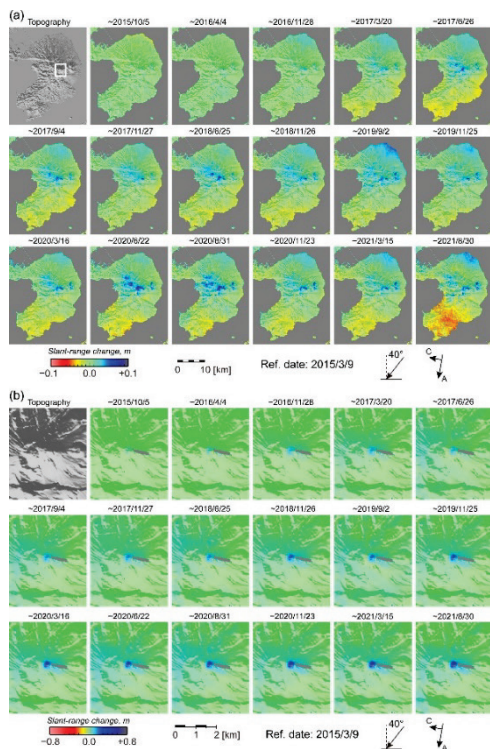 (a) Topography ~2015/10/5 ~2016/4/4 ~2016/11/28 ~2017/3/20 ~2017/6/26
~2017/9/4 ~2017/11/27 ~2018/6/25 ~2018/11/26 ~2019/9/2 ~2019/11/25
~2020/3/16 ~2020/6/22 ~2020/8/31 ~2020/11/23 ~2021/3/15 ~2021/8/30
Slant-range change, m
−0.1 0.0 +0.1
0 10 [km]
Ref. date: 2015/3/9
40°
C
A
(b) Topography ~2015/10/5 ~2016/4/4 ~2016/11/28 ~2017/3/20 ~2017/6/26
~2017/9/4 ~2017/11/27 ~2018/6/25 ~2018/11/26 ~2019/9/2 ~2019/11/25
~2020/3/16 ~2020/6/22 ~2020/8/31 ~2020/11/23 ~2021/3/15 ~2021/8/30
Slant-range change, m
−0.8 0.0 +0.8
0 1 2 [km]
Ref. date: 2015/3/9
40°
C
A